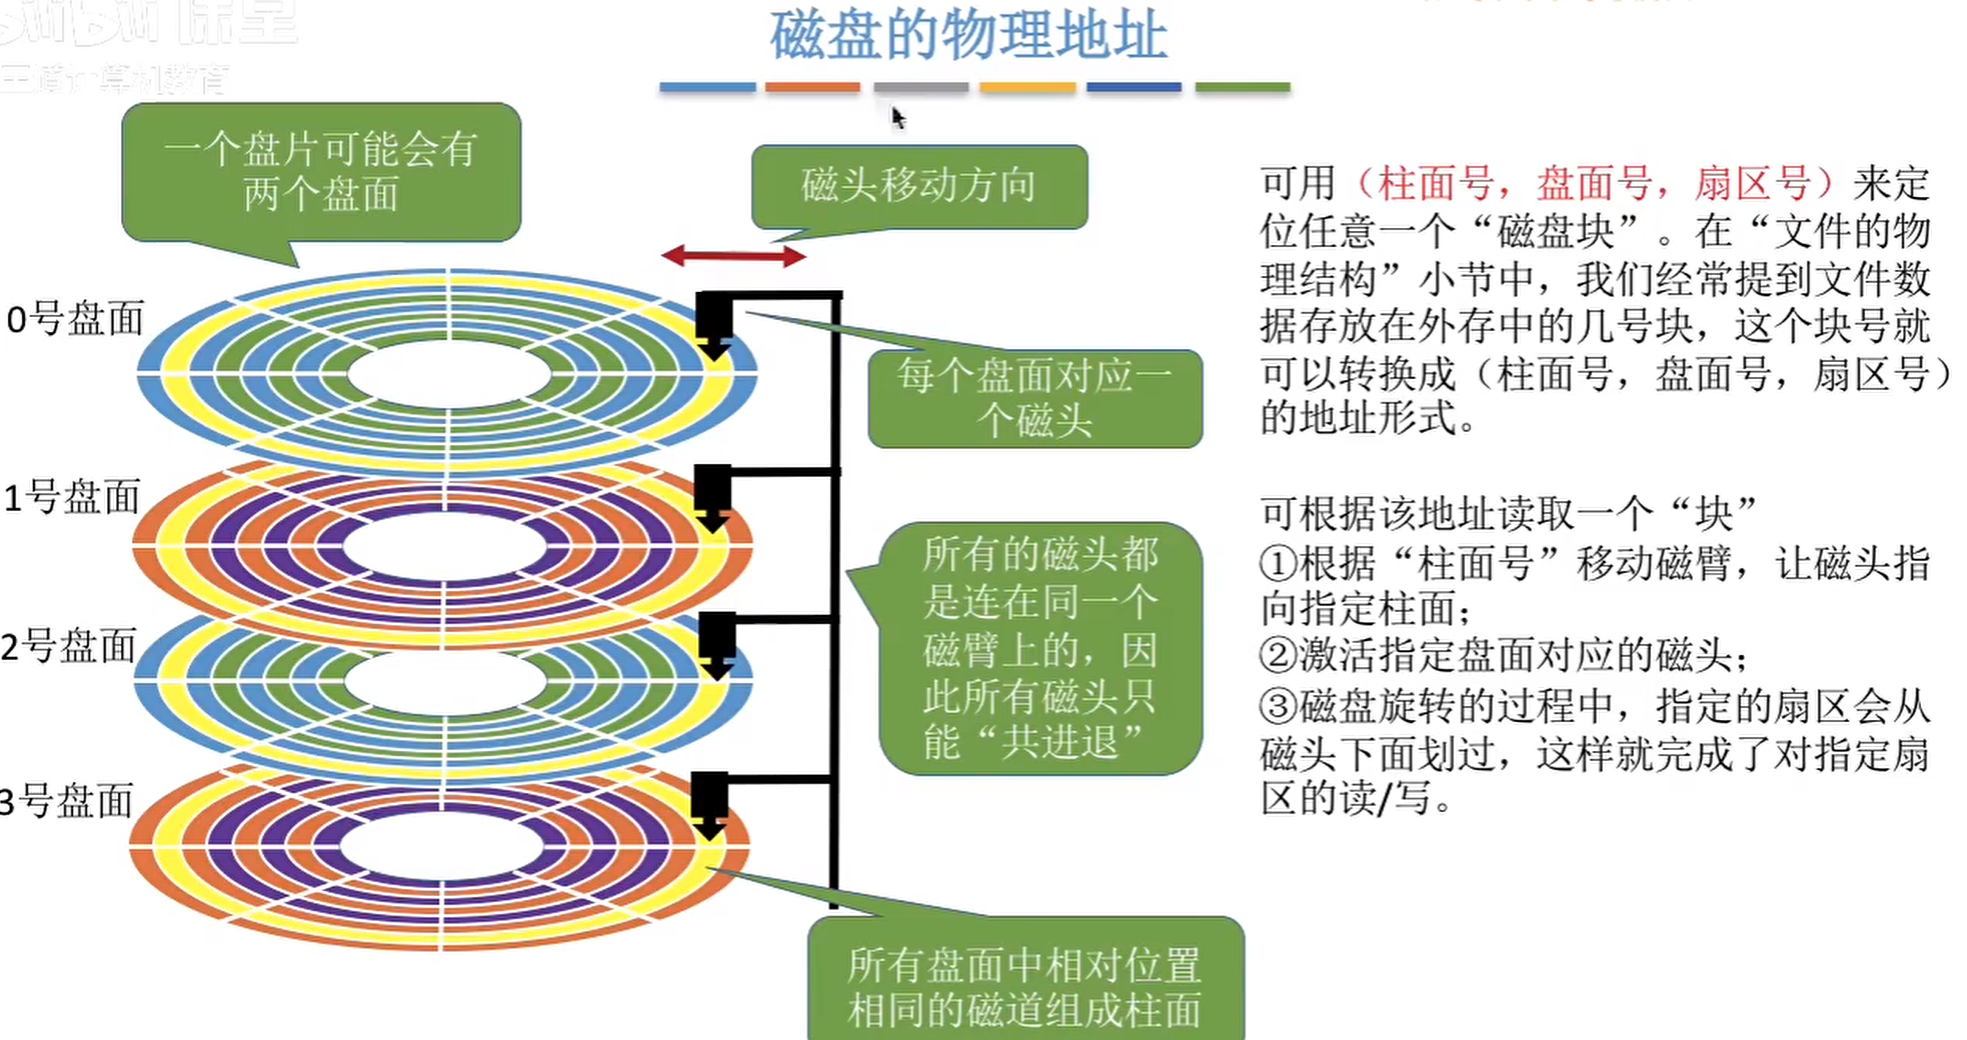 磁盘的物理地址
一个盘片可能会有
两个盘面
磁头移动方向
0号盘面
每个盘面对应一
个磁头
1号盘面
所有的磁头都
是连在同一个
磁臂上的，因
此所有磁头只
能“共进退”
2号盘面
3号盘面
所有盘面中相对位置
相同的磁道组成柱面
可用（柱面号，盘面号，扇区号）来定
位任意一个“磁盘块”。在“文件的物
理结构”小节中，我们经常提到文件数
据存放在外存中的几号块，这个块号就
可以转换成（柱面号，盘面号，扇区号）
的地址形式。
可根据该地址读取一个“块”
①根据“柱面号”移动磁臂，让磁头指
向指定柱面；
②激活指定盘面对应的磁头；
③磁盘旋转的过程中，指定的扇区会从
磁头下面划过，这样就完成了对指定扇
区的读/写。